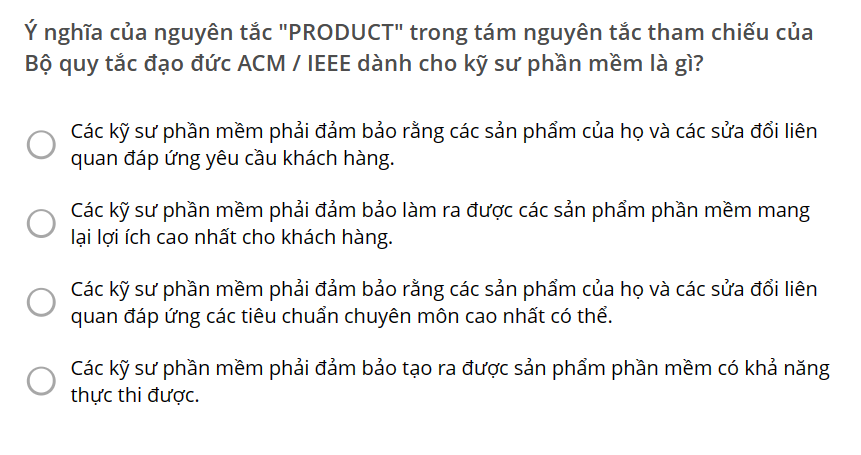 Ý nghĩa của nguyên tắc "PRODUCT" trong tám nguyên tắc tham chiếu của
Bộ quy tắc đạo đức ACM / IEEE dành cho kỹ sư phần mềm là gì?
Các kỹ sư phần mềm phải đảm bảo rằng các sản phẩm của họ và các sửa đổi liên
quan đáp ứng yêu cầu khách hàng.
Các kỹ sư phần mềm phải đảm bảo làm ra được các sản phẩm phần mềm mang
lại lợi ích cao nhất cho khách hàng.
Các kỹ sư phần mềm phải đảm bảo rằng các sản phẩm của họ và các sửa đổi liên
quan đáp ứng các tiêu chuẩn chuyên môn cao nhất có thể.
Các kỹ sư phần mềm phải đảm bảo tạo ra được sản phẩm phần mềm có khả năng
thực thi được.